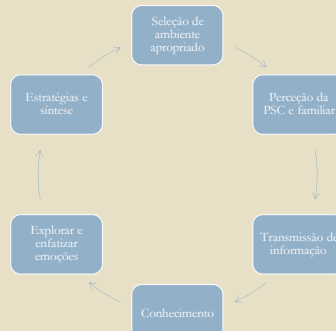 Seleção de
ambiente
apropriado
Perceção da
PSC e familiar
Transmissão de
informação
Conhecimento
Explorar e
enfatizar
emoções
Estratégias e
síntese